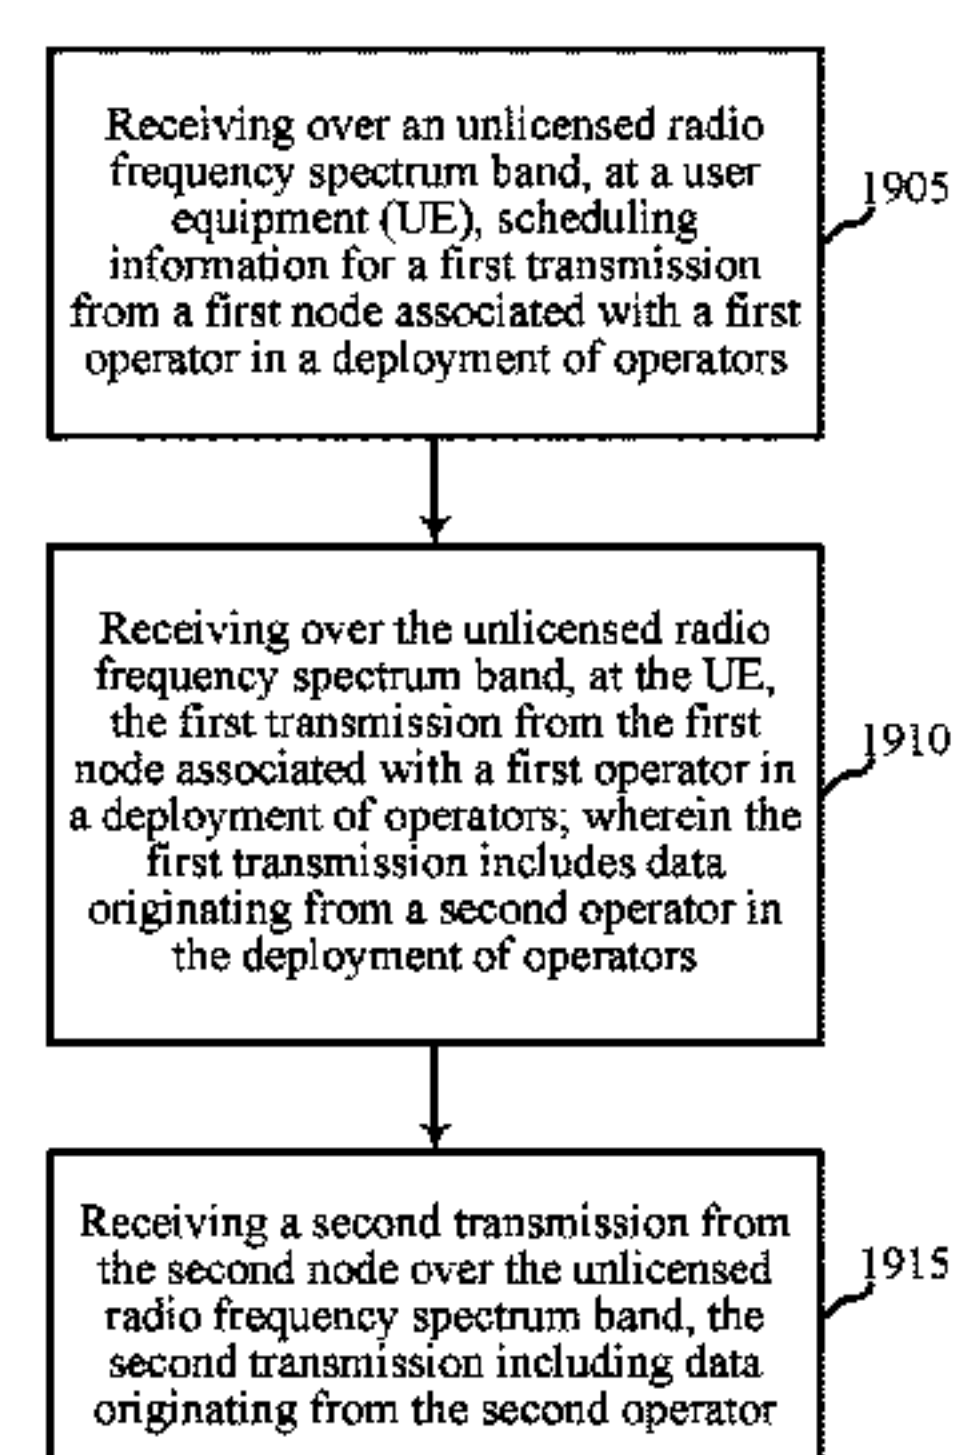 Receiving over an unlicensed radio
frequency spectrum band, at a user
equipment (UE), scheduling
information for a first transmission
from a first node associated with a first
operator in a deployment of operators
1905
Receiving over the unlicensed radio
frequency spectrum band, at the UE,
the first transmission from the first
node associated with a first operator in
a deployment of operators; wherein the
first transmission includes data
originating from a second operator in
the deployment of operators
1910
Receiving a second transmission from
the second node over the unlicensed
radio frequency spectrum band, the
second transmission including data
originating from the second operator
1915